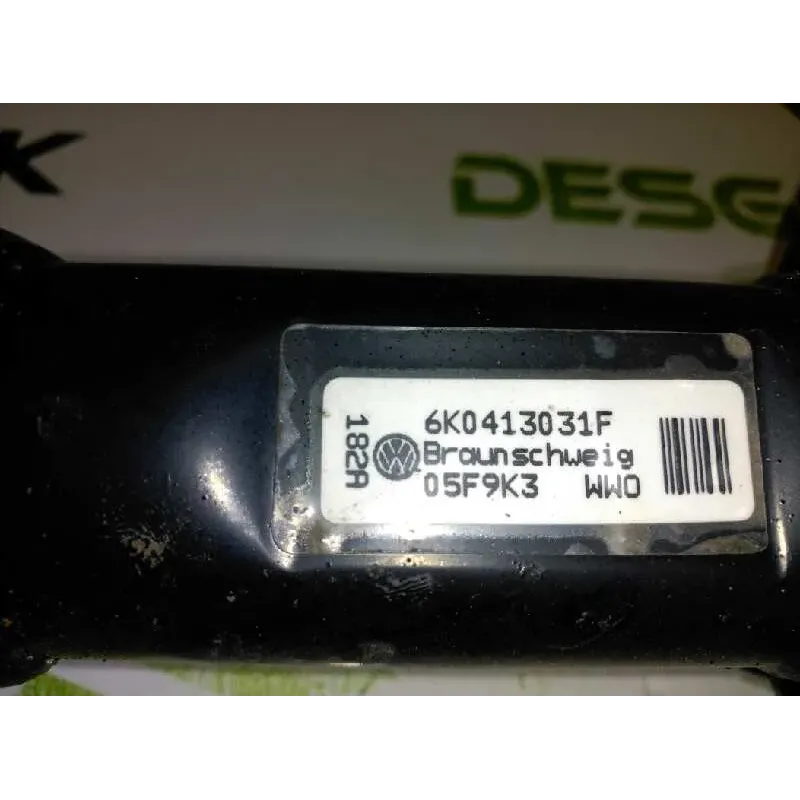 K
DESG
182A
6K0413031F
Braunschweig
05F9K3 WWO